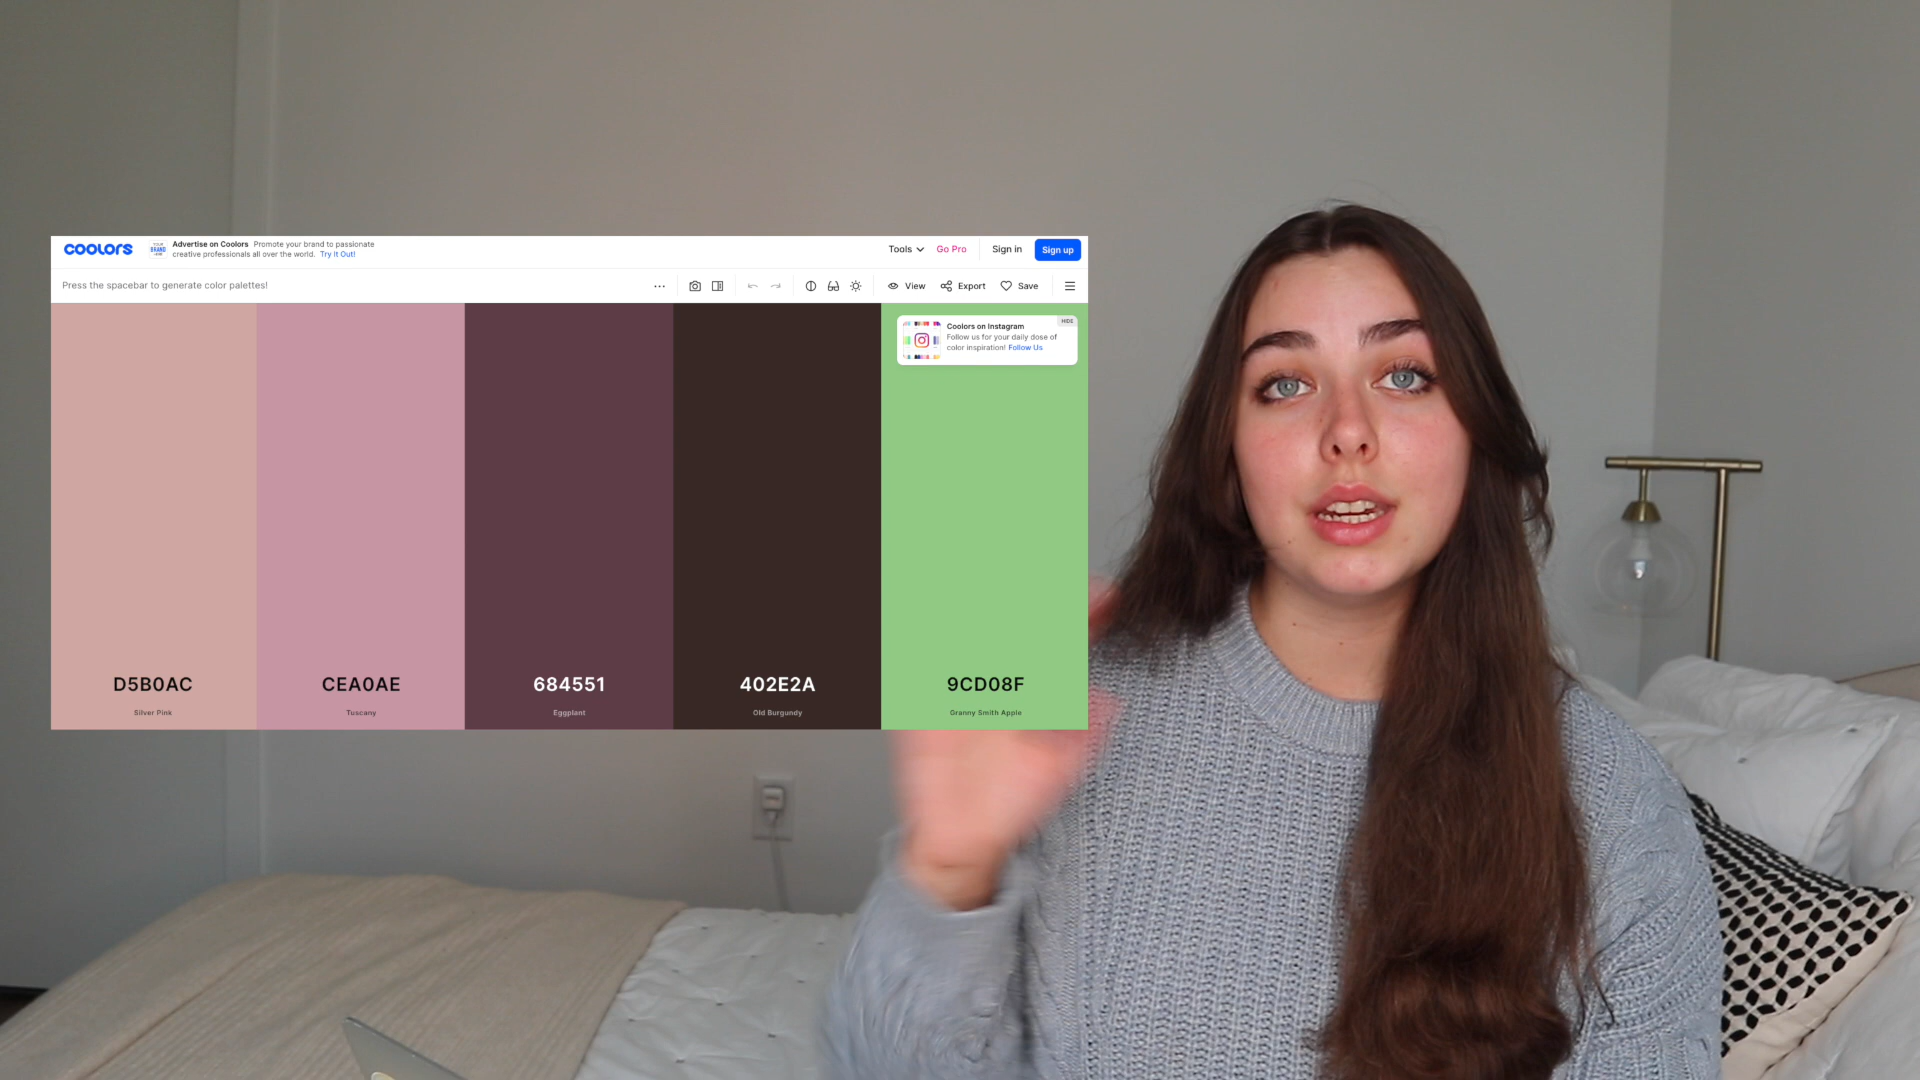 coolors
YOUR
BRAND
HERE
Advertise on Coolors Promote your brand to passionate
creative professionals all over the world. Try It Out!
Tools
Go Pro
Sign in
Sign up
Press the spacebar to generate color palettes!
View
Export
Save
HIDE
Coolors on Instagram
Follow us for your daily dose of
color inspiration! Follow Us
D5B0AC
Silver Pink
CEA0AE
Tuscany
684551
Eggplant
402E2A
Old Burgundy
9CD08F
Granny Smith Apple